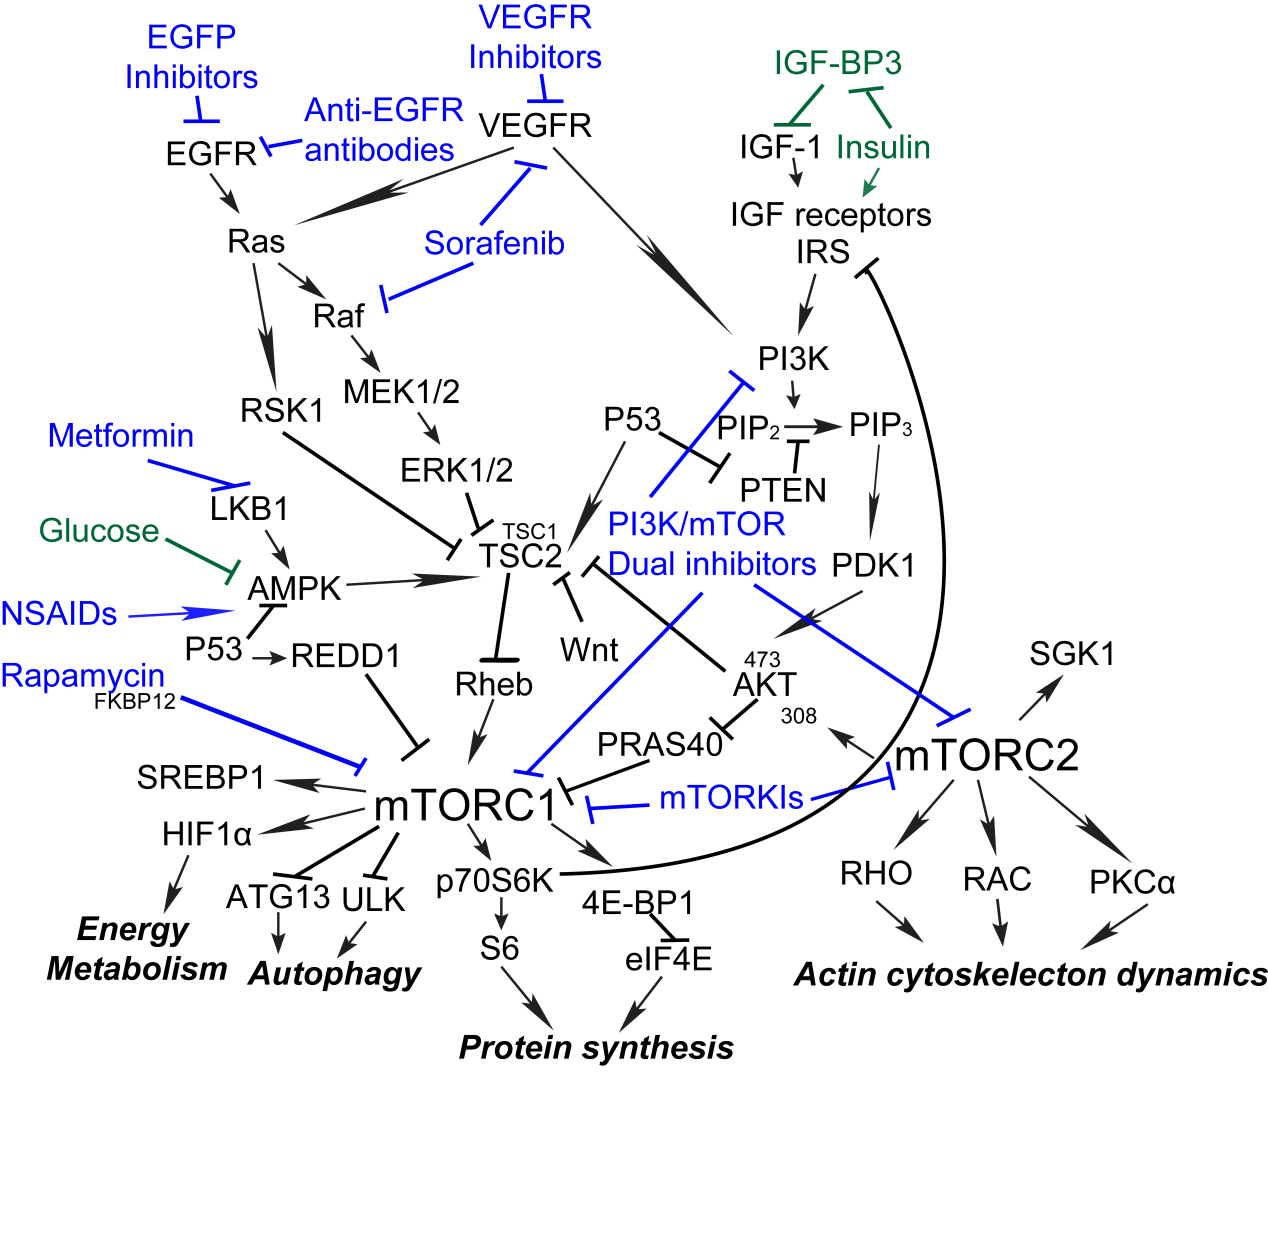 EGFP
Inhibitors
VEGFR
Inhibitors
IGF-BP3
Anti-EGFR
antibodies
VEGFR
EGFR
IGF-1
Insulin
IGF receptors
IRS
Ras
Sorafenib
Raf
PI3K
MEK1/2
RSK1
P53
PIP2
PIP3
Metformin
ERK1/2
PTEN
LKB1
Glucose
TSC1
TSC2
PI3K/mTOR
Dual inhibitors
PDK1
AMPK
NSAIDs
P53
REDD1
Wnt
SGK1
Rapamycin
FKBP12
Rheb
473
AKT
308
PRAS40
mTORC2
SREBP1
mTORC1
mTORKIs
HIF1α
ATG13
ULK
p70S6K
4E-BP1
RHO
RAC
PKCα
Energy
Metabolism
Autophagy
S6
eIF4E
Actin cytoskelecton dynamics
Protein synthesis